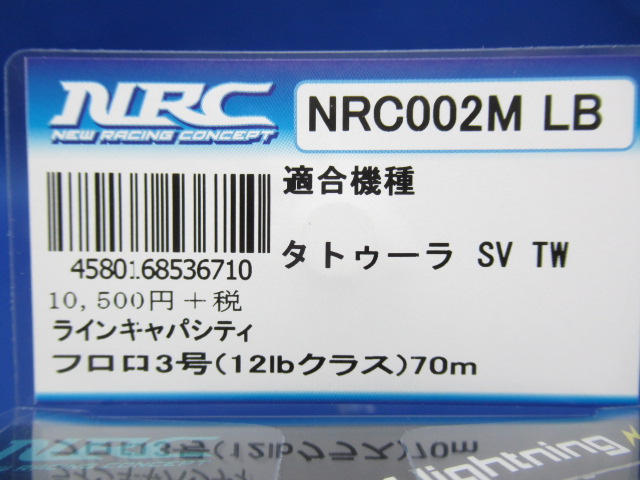 NRC
NEW RACING CONCEPT
NRC002M LB
適合機種
タトゥーラ SV TW
4580168536710
10,500円+税
ラインキャパシティ
フロロ3号(12lbクラス)70m
lightning